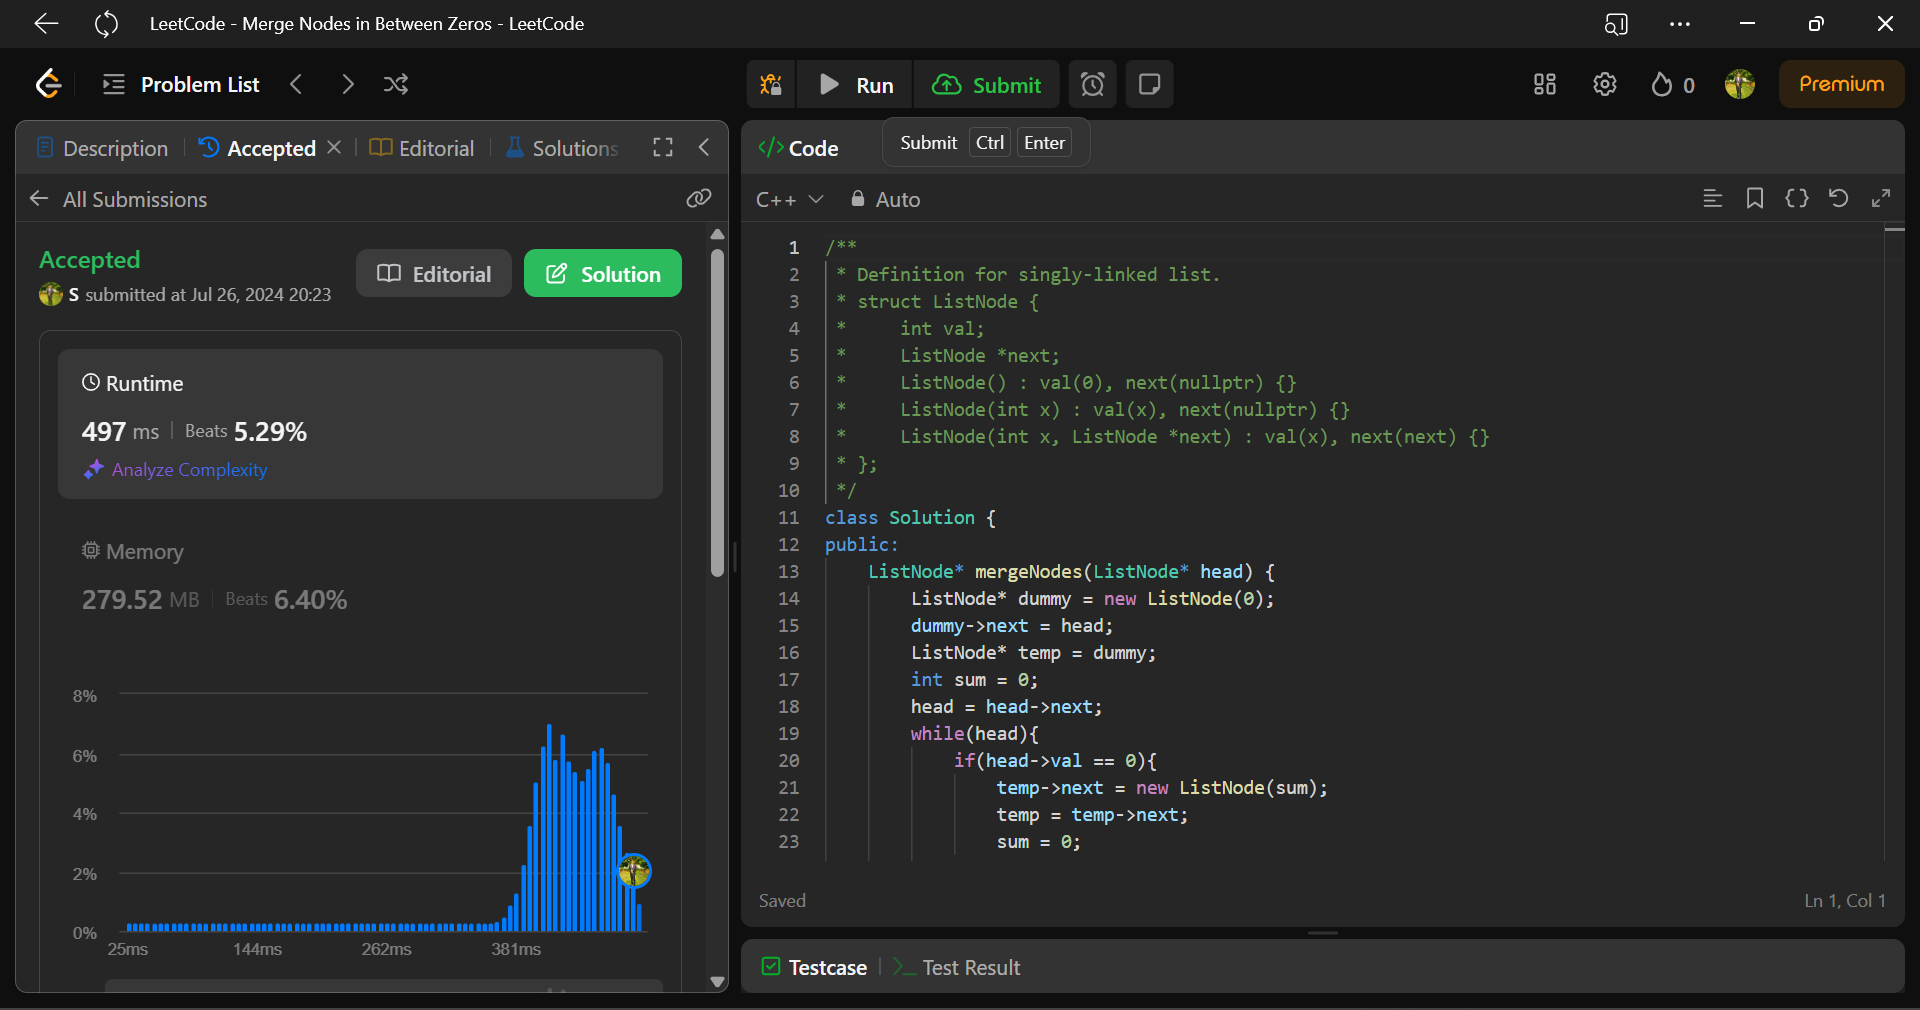 LeetCode - Merge Nodes in Between Zeros - LeetCode
Problem List
Run
Submit
0
Premium
Description
Accepted
Editorial
Solutions
All Submissions
Accepted
S submitted at Jul 26, 2024 20:23
Editorial
Solution
Runtime
497 ms | Beats 5.29%
Analyze Complexity
Memory
279.52 MB | Beats 6.40%
8%
6%
4%
2%
0%
25ms 144ms 262ms 381ms
</> Code
Submit Ctrl Enter
C++ Auto
1 /**
2 * Definition for singly-linked list.
3 * struct ListNode {
4 *     int val;
5 *     ListNode *next;
6 *     ListNode() : val(0), next(nullptr) {}
7 *     ListNode(int x) : val(x), next(nullptr) {}
8 *     ListNode(int x, ListNode *next) : val(x), next(next) {}
9 * };
10 */
11 class Solution {
12 public:
13     ListNode* mergeNodes(ListNode* head) {
14         ListNode* dummy = new ListNode(0);
15         dummy->next = head;
16         ListNode* temp = dummy;
17         int sum = 0;
18         head = head->next;
19         while(head){
20             if(head->val == 0){
21                 temp->next = new ListNode(sum);
22                 temp = temp->next;
23                 sum = 0;
Saved
Ln 1, Col 1
Testcase
Test Result